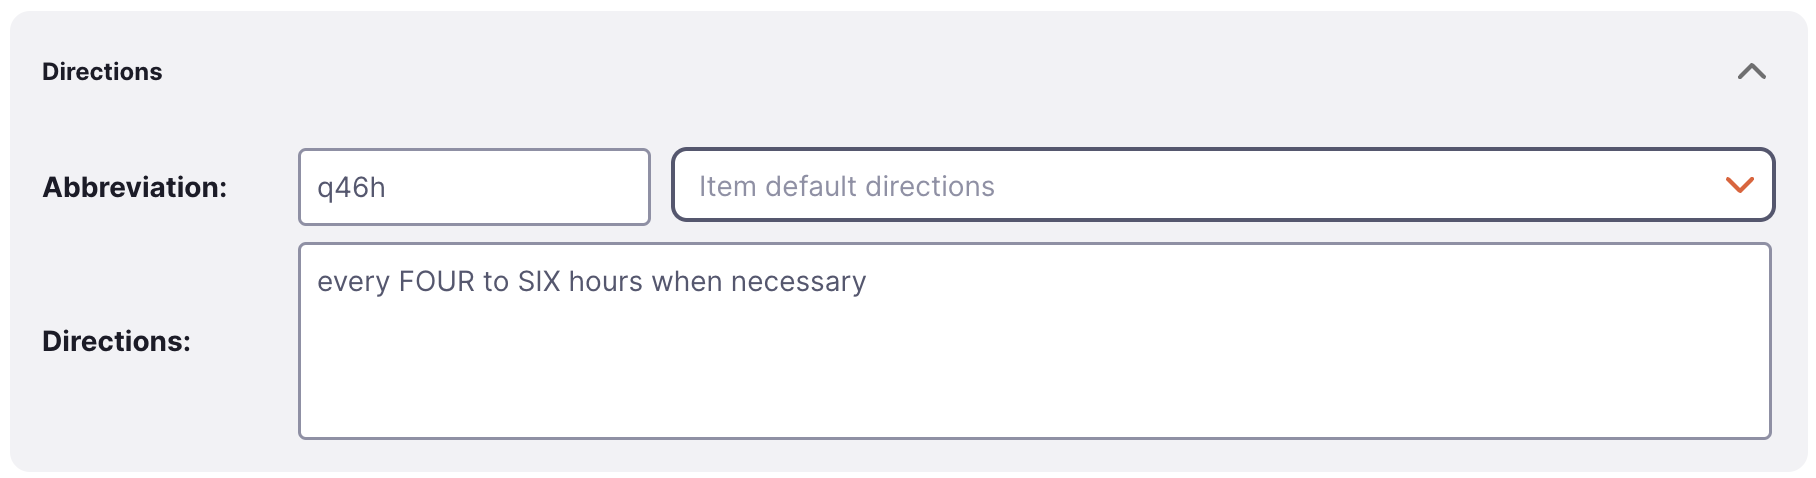 Directions
Abbreviation:
q46h
Item default directions
Directions:
every FOUR to SIX hours when necessary